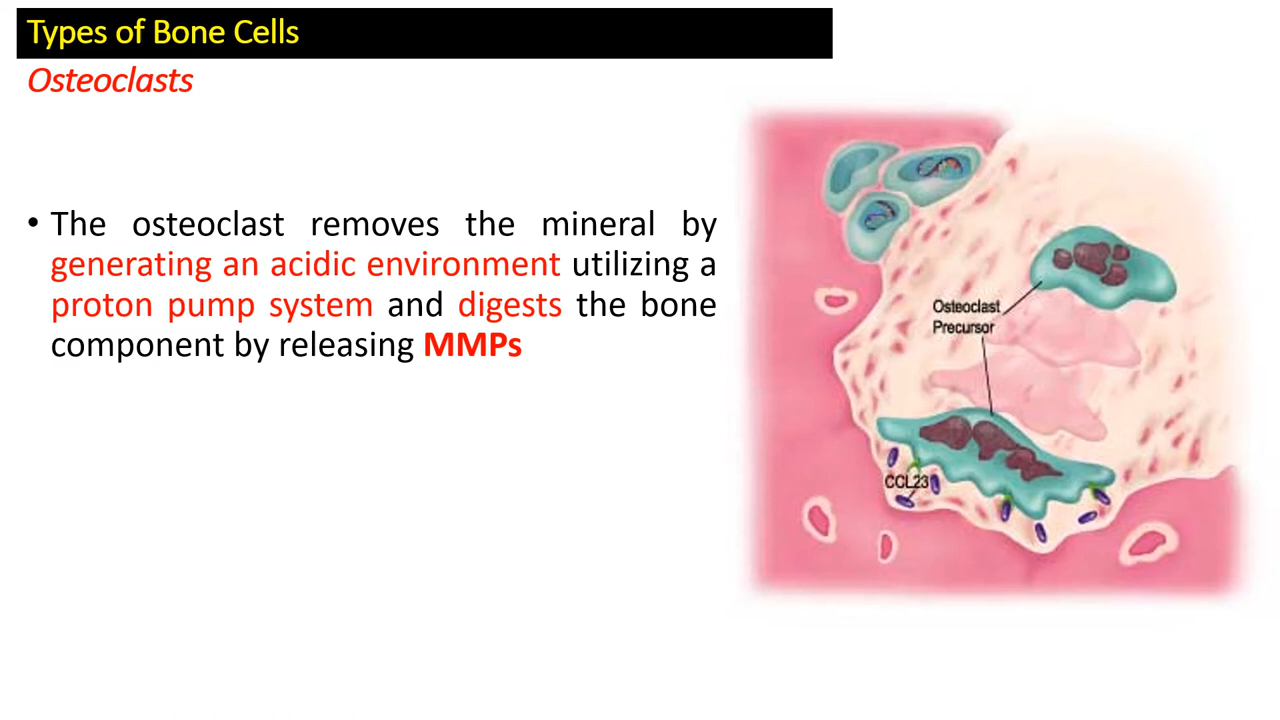 Types of Bone Cells
Osteoclasts
• The osteoclast removes the mineral by
generating an acidic environment utilizing a
proton pump system and digests the bone
component by releasing MMPs
Osteoclast
Precursor
CCL23